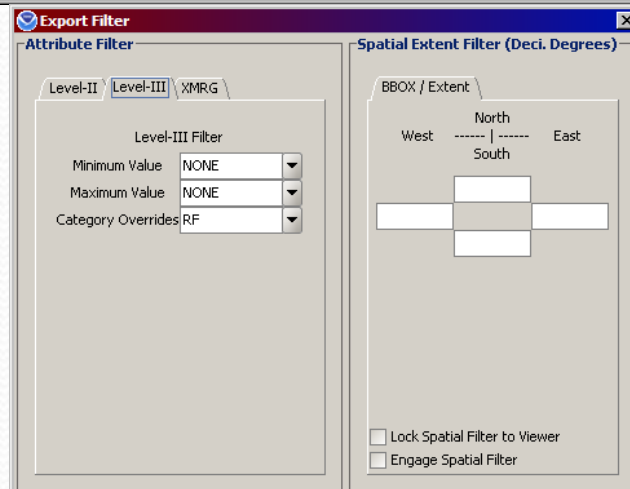 Export Filter
Attribute Filter
Level-II Level-III XMRG
Level-III Filter
Minimum Value NONE
Maximum Value NONE
Category Overrides RF
Spatial Extent Filter (Deci. Degrees)
BBOX / Extent
North
West ------ | ------ East
South
Lock Spatial Filter to Viewer
Engage Spatial Filter